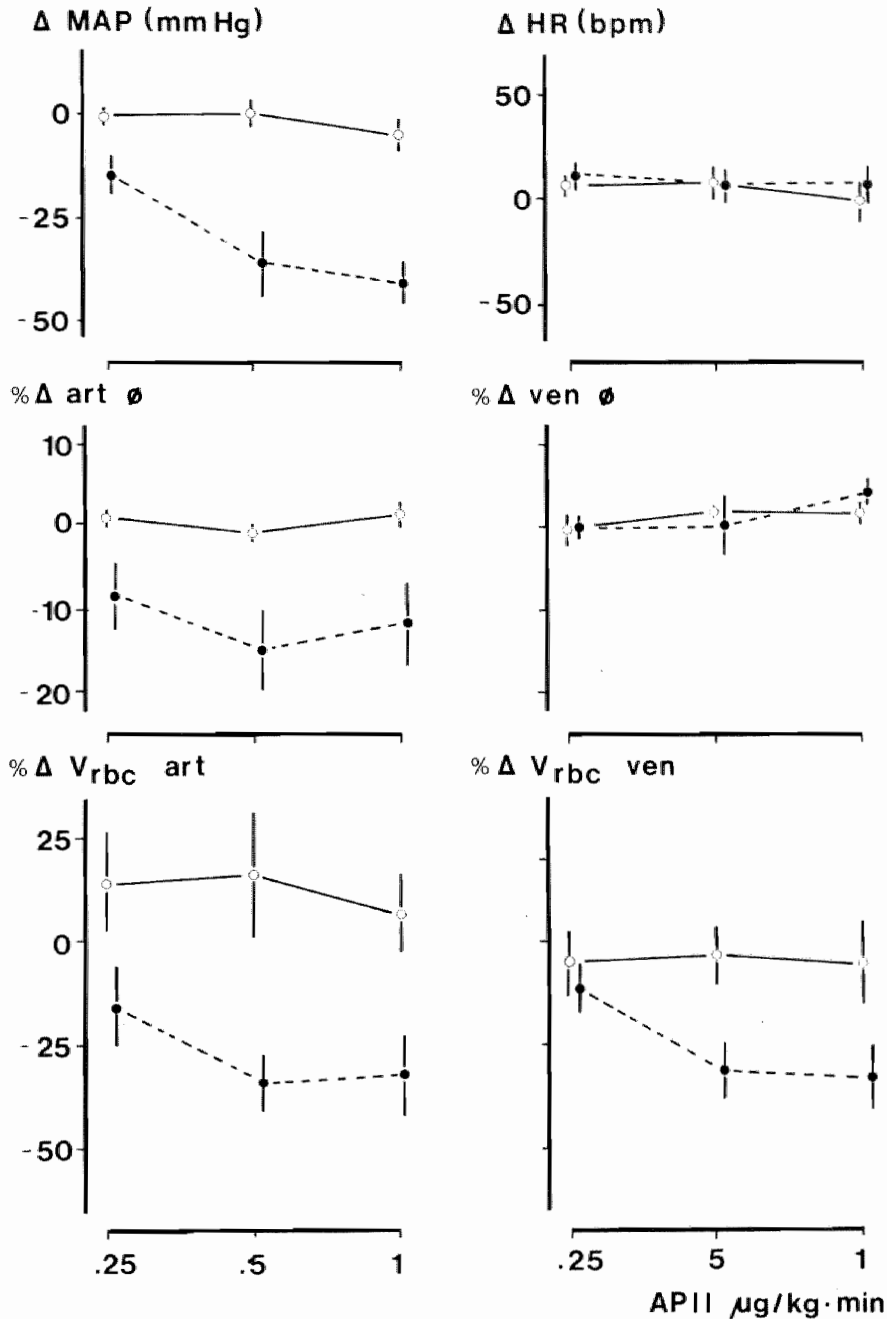 Δ MAP (mm Hg)
0
-25
-50
Δ HR (bpm)
50
0
-50
% Δ art ø
10
0
-10
-20
% Δ ven ø
% Δ Vrbc art
25
0
-25
-50
.25 .5 1
% Δ Vrbc ven
.25 5 1
APII µg/kg·min